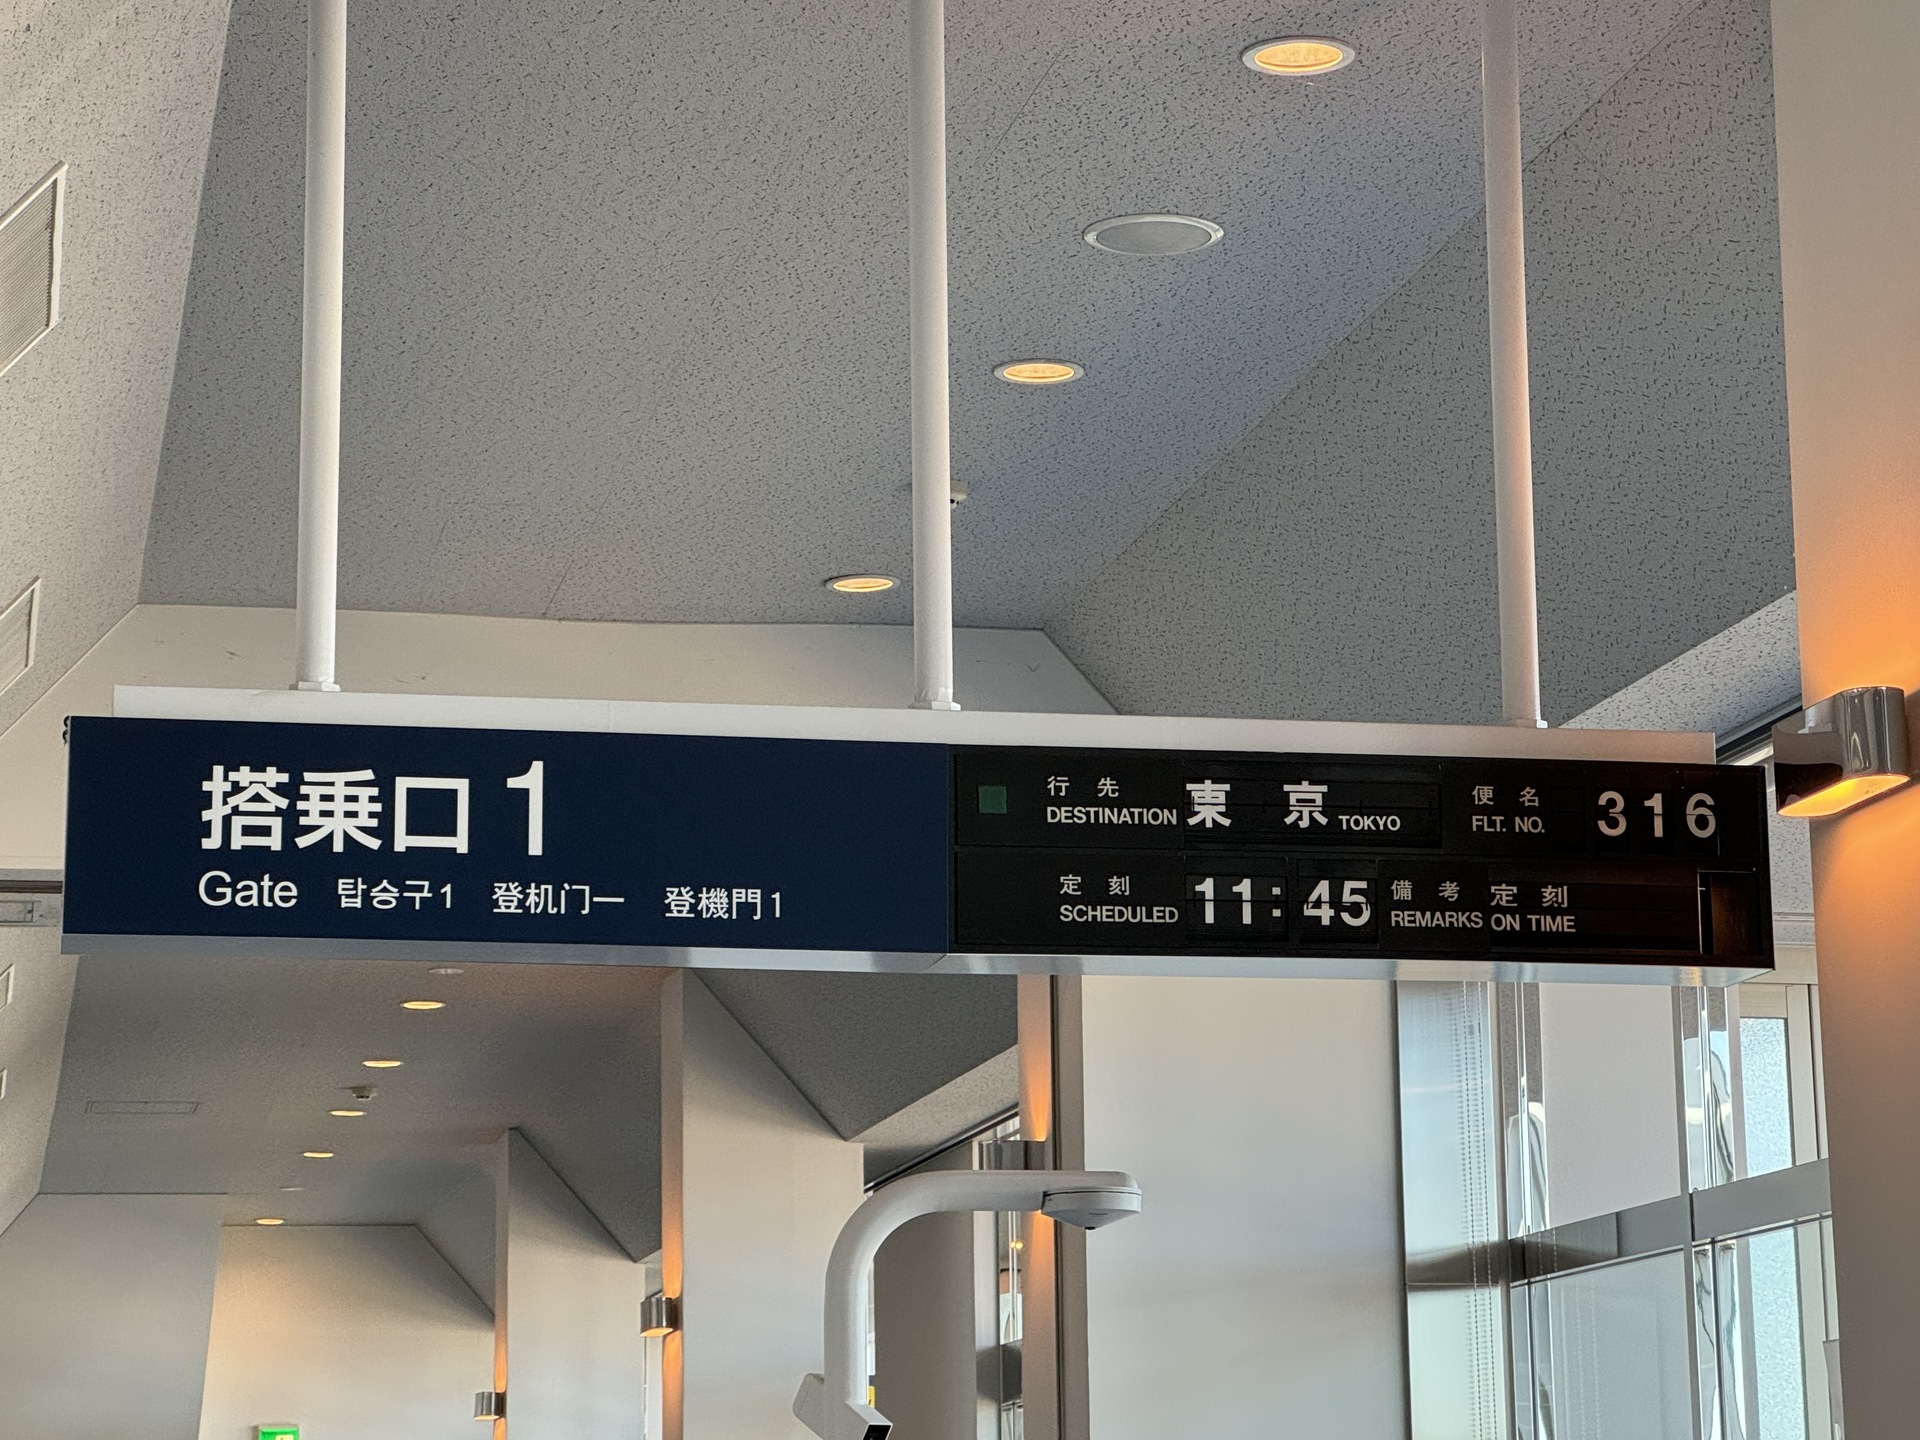 搭乗口 1
Gate 탑승구1 登机门一 登機門1
行先 東京 便名 316
DESTINATION TOKYO FLT. NO.
定刻 11:45 備考 定刻
SCHEDULED REMARKS ON TIME